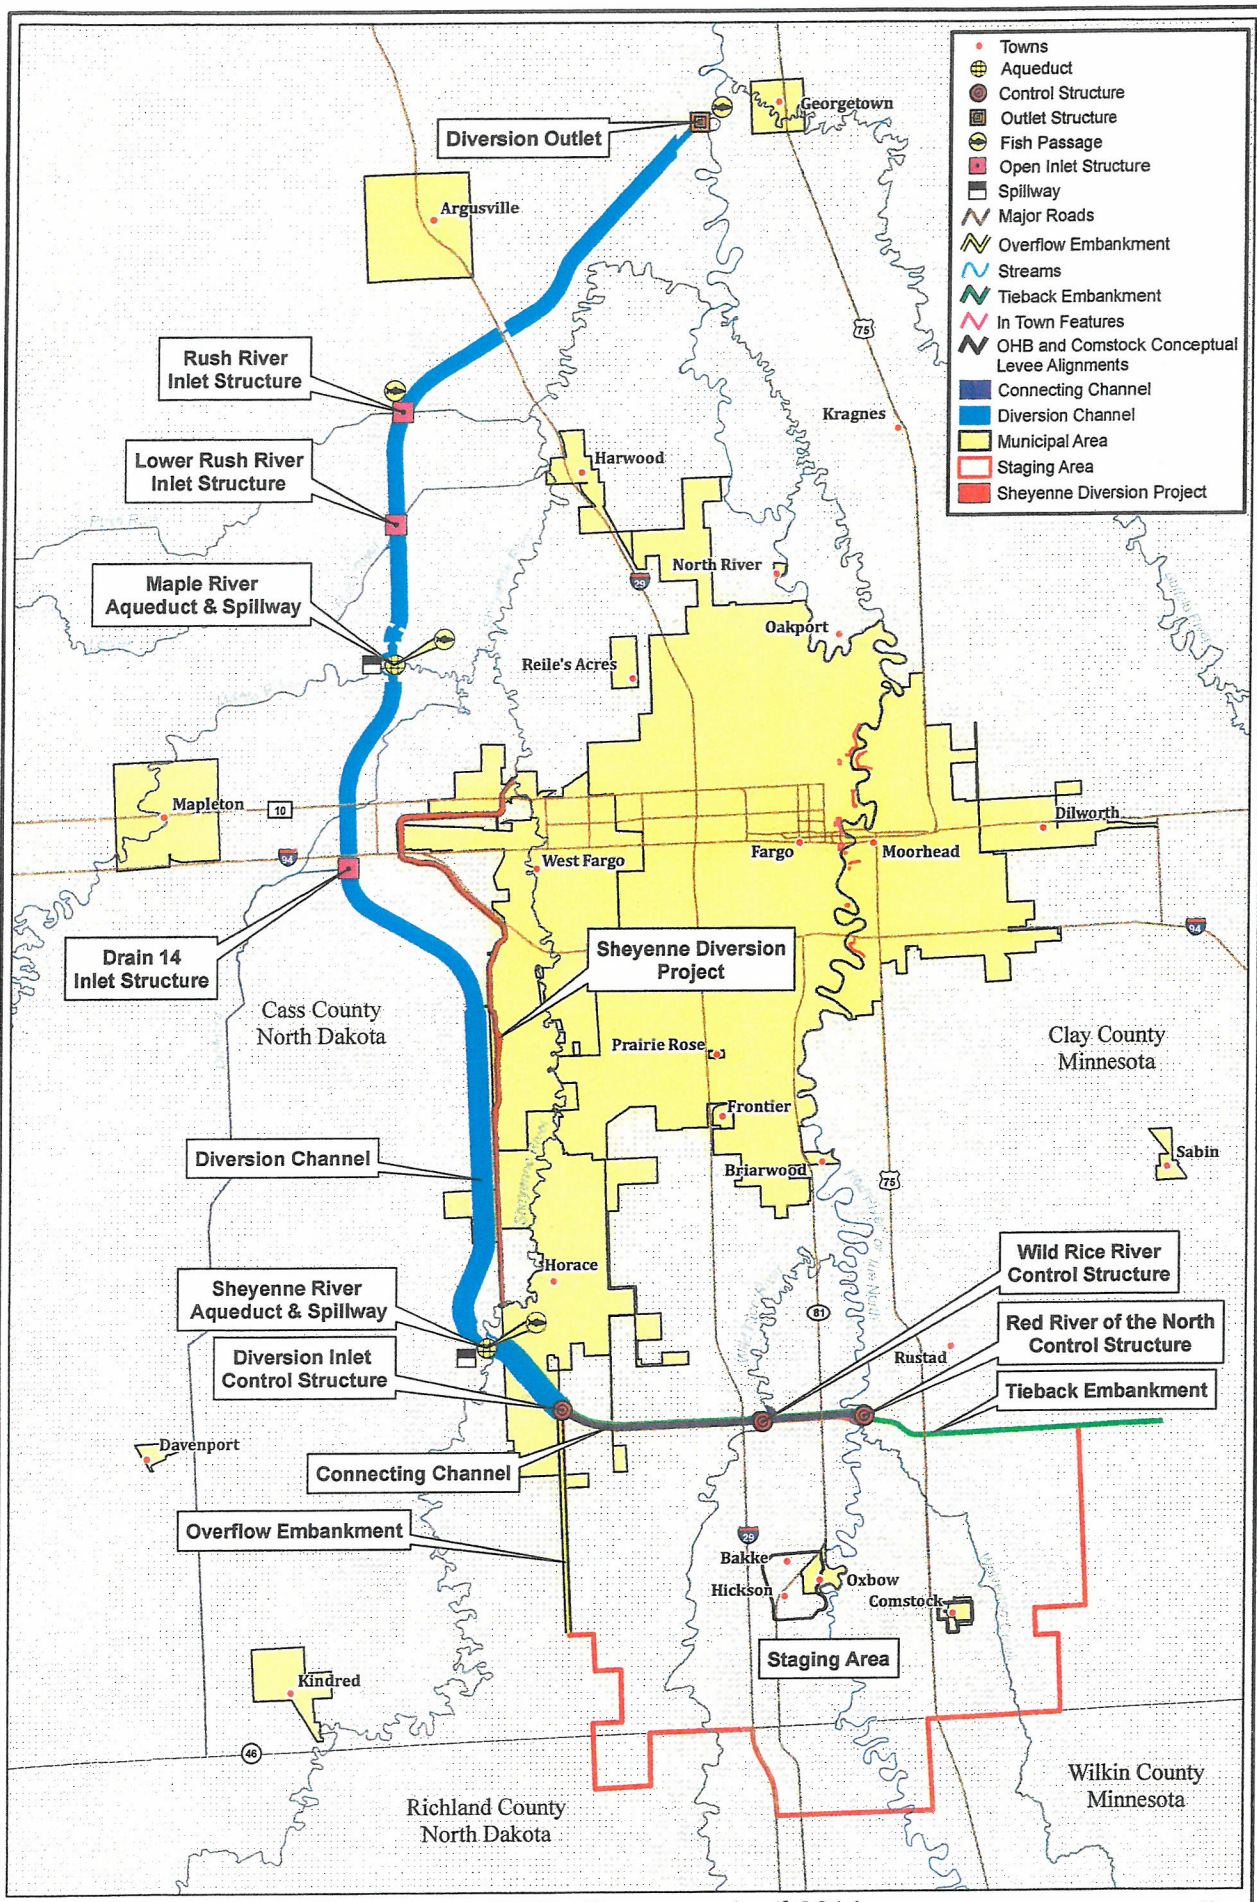 Towns
Aqueduct
Control Structure
Outlet Structure
Fish Passage
Open Inlet Structure
Spillway
Major Roads
Overflow Embankment
Streams
Tieback Embankment
In Town Features
OHB and Comstock Conceptual
Levee Alignments
Connecting Channel
Diversion Channel
Municipal Area
Staging Area
Sheyenne Diversion Project
Georgetown
Diversion Outlet
Argusville
75
Rush River
Inlet Structure
Kragnes
Lower Rush River
Inlet Structure
Harwood
North River
29
Maple River
Aqueduct & Spillway
Oakport
Reile's Acres
Mapleton
10
Dilworth
94
West Fargo
Fargo
Moorhead
94
Drain 14
Inlet Structure
Sheyenne Diversion
Project
Cass County
North Dakota
Clay County
Minnesota
Prairie Rose
Frontier
Diversion Channel
Briarwood
Sabin
75
Sheyenne River
Wild Rice River
Control Structure
Horace
Sheyenne River
Aqueduct & Spillway
81
Red River of the North
Control Structure
Rustad
Diversion Inlet
Control Structure
Tieback Embankment
Davenport
Connecting Channel
Overflow Embankment
29
Bakke
Hickson
Oxbow
Comstock
Staging Area
Kindred
46
Wilkin County
Minnesota
Richland County
North Dakota